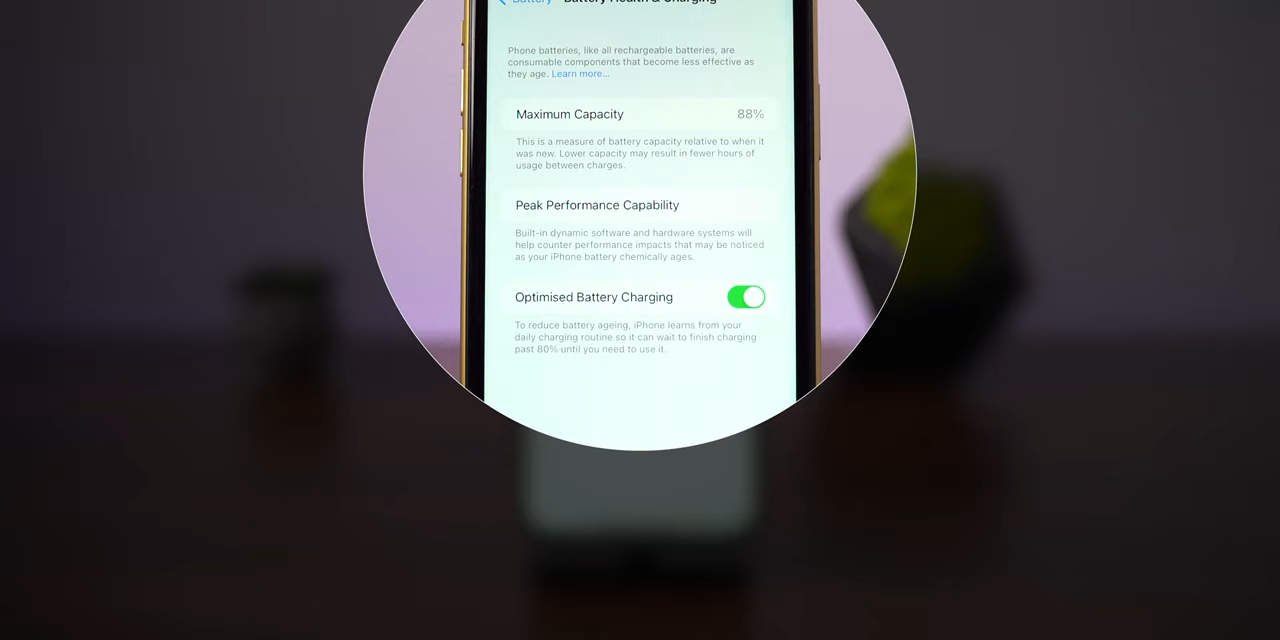 Battery Battery Health & Charging
Phone batteries, like all rechargeable batteries, are
consumable components that become less effective as
they age. Learn more...
Maximum Capacity 88%
This is a measure of battery capacity relative to when it
was new. Lower capacity may result in fewer hours of
usage between charges.
Peak Performance Capability
Built-in dynamic software and hardware systems will
help counter performance impacts that may be noticed
as your iPhone battery chemically ages.
Optimised Battery Charging
To reduce battery ageing, iPhone learns from your
daily charging routine so it can wait to finish charging
past 80% until you need to use it.